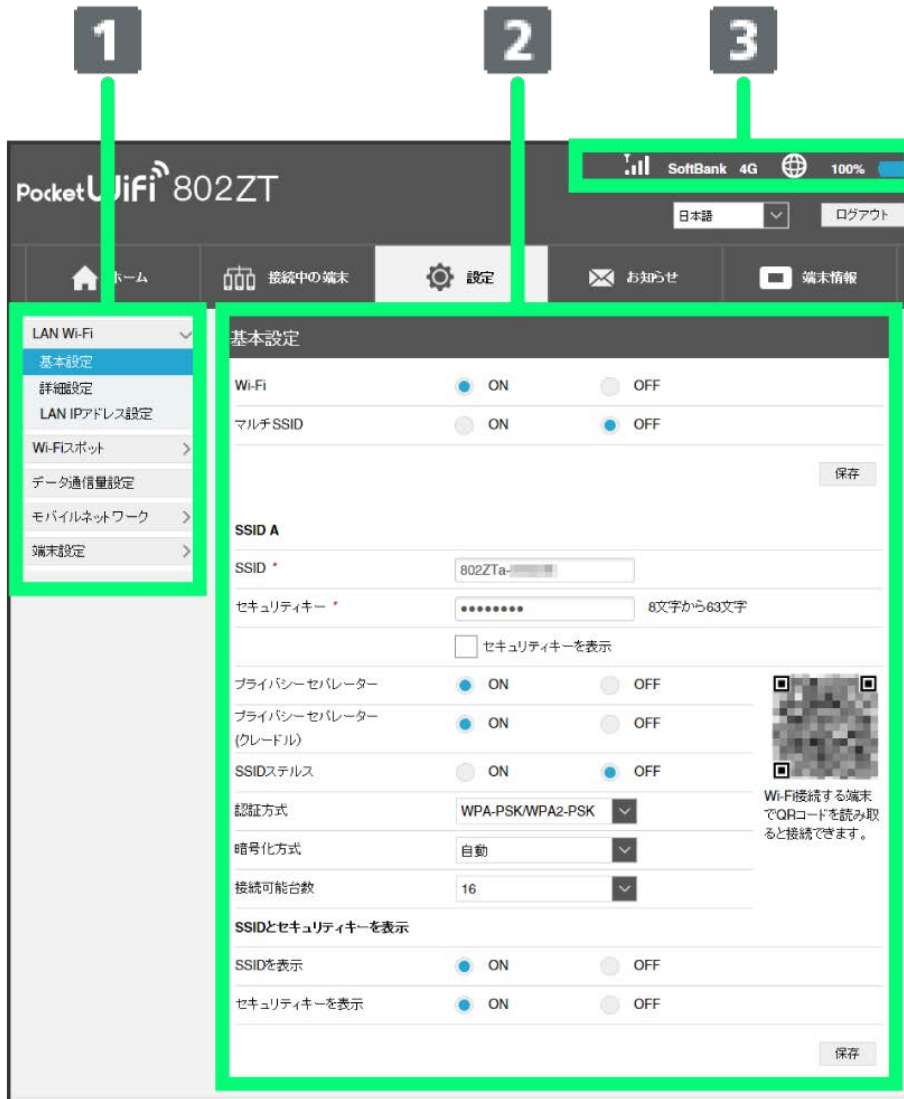 1 2 3
SoftBank 4G 100%
Pocket WiFi 802ZT
日本語 ログアウト
ホーム 接続中の端末 設定 お知らせ 端末情報
LAN Wi-Fi
基本設定
詳細設定
LAN IPアドレス設定
Wi-Fiスポット
データ通信量設定
モバイルネットワーク
端末設定
基本設定
Wi-Fi ON OFF
マルチSSID ON OFF
保存
SSID A
SSID * 802ZTa-
セキュリティキー * •••••••• 8文字から63文字
セキュリティキーを表示
プライバシーセパレーター ON OFF
プライバシーセパレーター
(クレードル) ON OFF
SSIDステルス ON OFF
認証方式 WPA-PSK/WPA2-PSK
暗号化方式 自動
接続可能台数 16
Wi-Fi接続する端末
でQRコードを読み取
ると接続できます。
SSIDとセキュリティキーを表示
SSIDを表示 ON OFF
セキュリティキーを表示 ON OFF
保存